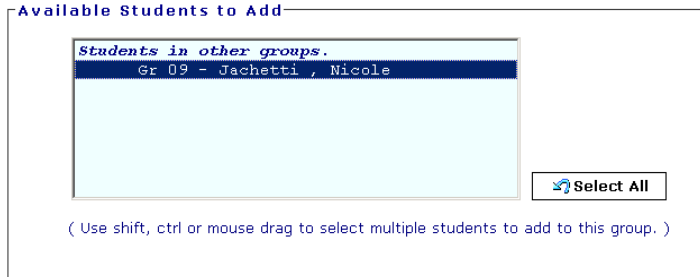 Available Students to Add
Students in other groups.
Gr 09 - Jachetti , Nicole
Select All
( Use shift, ctrl or mouse drag to select multiple students to add to this group. )